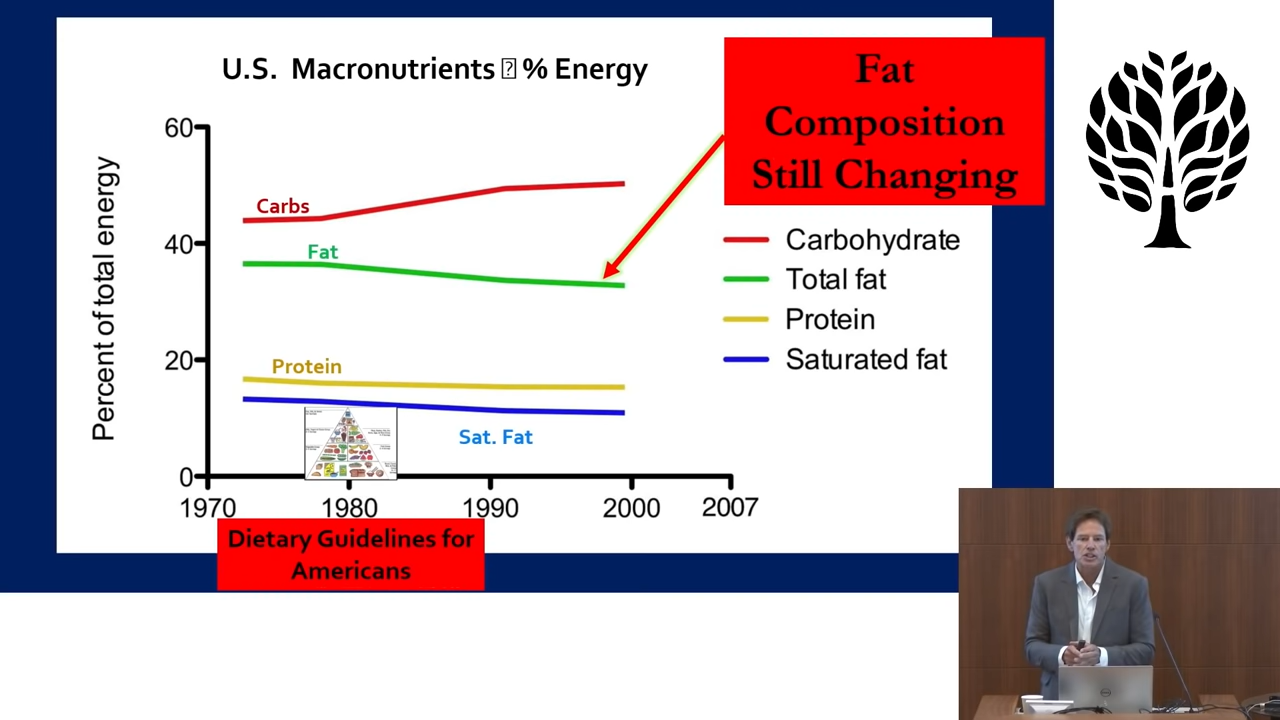 U.S. Macronutrients ⍰ % Energy
Fat
Composition
Still Changing
Percent of total energy
60
40
20
0
Carbs
Fat
Protein
Sat. Fat
Carbohydrate
Total fat
Protein
Saturated fat
1970 1980 1990 2000 2007
Dietary Guidelines for
Americans